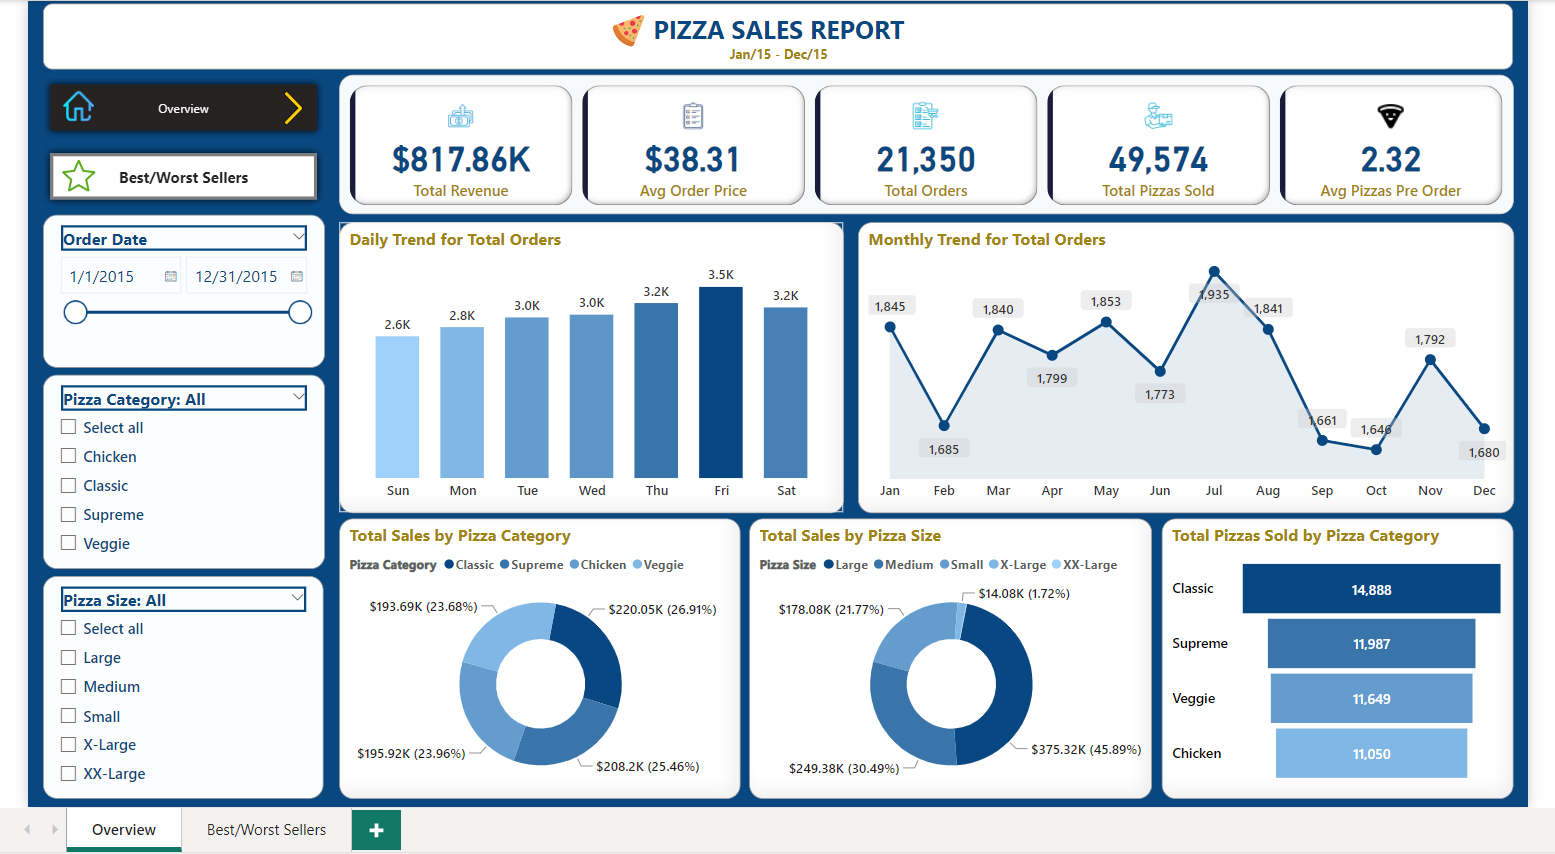 PIZZA SALES REPORT
Jan/15 - Dec/15
Overview
Best/Worst Sellers
Order Date
1/1/2015 12/31/2015
Pizza Category: All
Select all
Chicken
Classic
Supreme
Veggie
Pizza Size: All
Select all
Large
Medium
Small
X-Large
XX-Large
$817.86K
Total Revenue
$38.31
Avg Order Price
21,350
Total Orders
49,574
Total Pizzas Sold
2.32
Avg Pizzas Pre Order
Daily Trend for Total Orders
2.6K 2.8K 3.0K 3.0K 3.2K 3.5K 3.2K
Sun Mon Tue Wed Thu Fri Sat
Monthly Trend for Total Orders
1,845 1,685 1,840 1,799 1,853 1,773 1,935 1,841 1,661 1,646 1,792 1,680
Jan Feb Mar Apr May Jun Jul Aug Sep Oct Nov Dec
Total Sales by Pizza Category
Pizza Category Classic Supreme Chicken Veggie
$193.69K (23.68%) $220.05K (26.91%)
$195.92K (23.96%) $208.2K (25.46%)
Total Sales by Pizza Size
Pizza Size Large Medium Small X-Large XX-Large
$14.08K (1.72%)
$178.08K (21.77%)
$375.32K (45.89%)
$249.38K (30.49%)
Total Pizzas Sold by Pizza Category
Classic 14,888
Supreme 11,987
Veggie 11,649
Chicken 11,050
Overview Best/Worst Sellers +